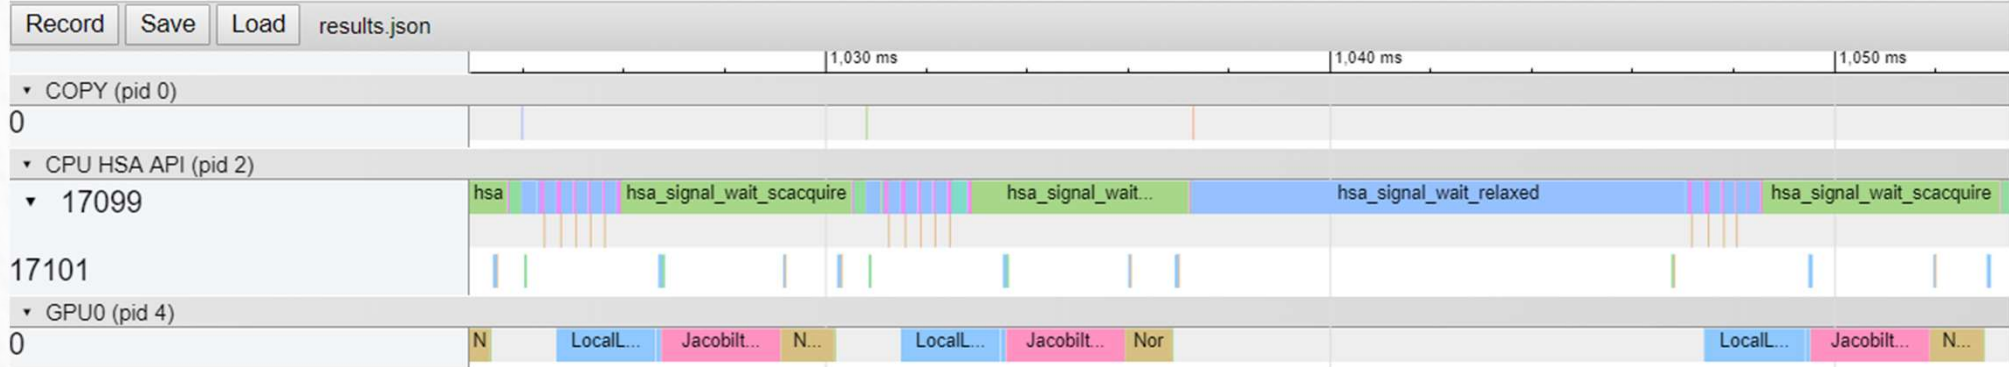 Record Save Load results.json
1,030 ms 1,040 ms 1,050 ms
COPY (pid 0)
0
CPU HSA API (pid 2)
17099 hsa hsa_signal_wait_scacquire hsa_signal_wait... hsa_signal_wait_relaxed hsa_signal_wait_scacquire
17101
GPU0 (pid 4)
0 N LocalL... JacobiIt... N... LocalL... JacobiIt... Nor LocalL... JacobiIt... N...